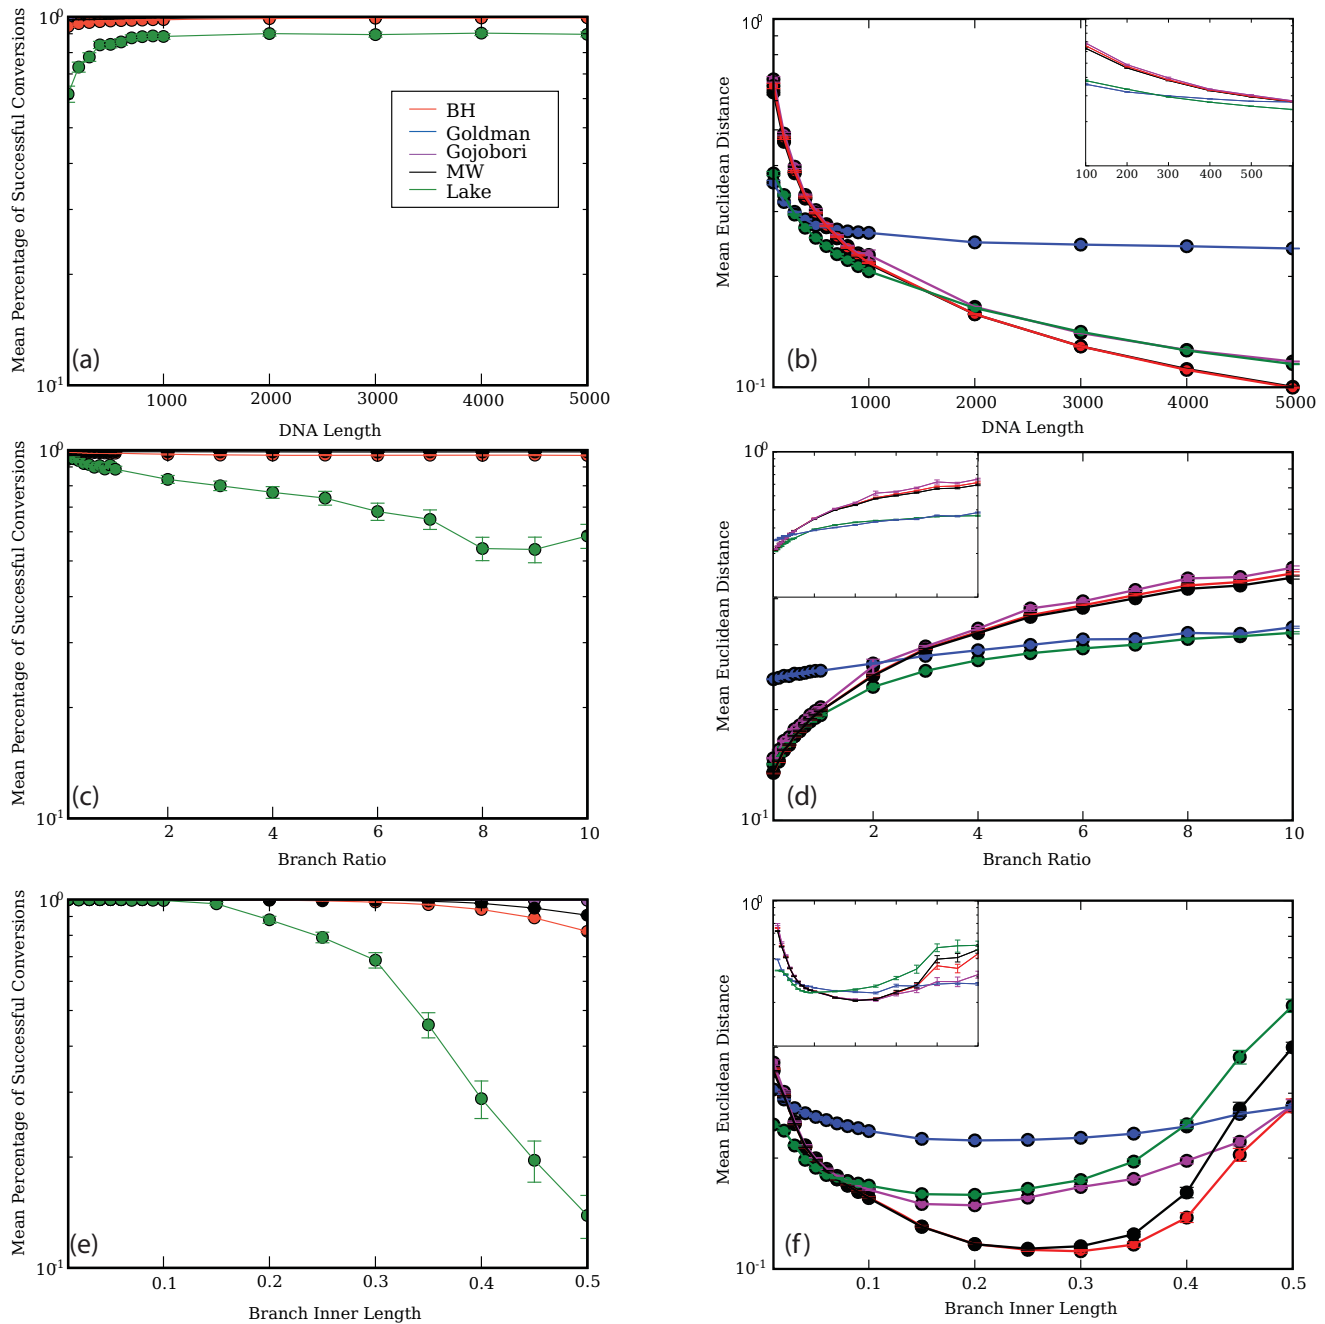 Mean Percentage of Successful Conversions
10^0
10^-1
(a)
BH
Goldman
Gojobori
MW
Lake
1000 2000 3000 4000 5000
DNA Length
Mean Euclidean Distance
10^0
10^-1
(b)
100 200 300 400 500
1000 2000 3000 4000 5000
DNA Length
Mean Percentage of Successful Conversions
10^0
10^-1
(c)
2 4 6 8 10
Branch Ratio
Mean Euclidean Distance
10^0
10^-1
(d)
2 4 6 8 10
Branch Ratio
Mean Percentage of Successful Conversions
10^0
10^-1
(e)
0.1 0.2 0.3 0.4 0.5
Branch Inner Length
Mean Euclidean Distance
10^0
10^-1
(f)
0.1 0.2 0.3 0.4 0.5
Branch Inner Length